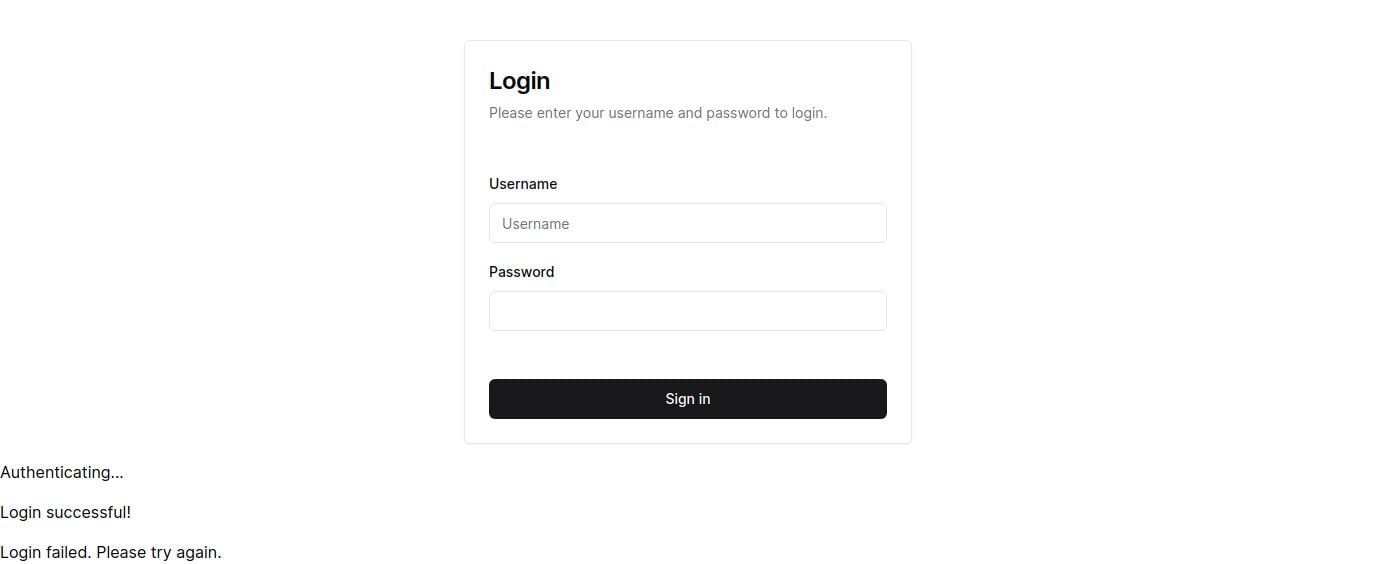 Login
Please enter your username and password to login.
Username
Username
Password
Sign in
Authenticating...
Login successful!
Login failed. Please try again.